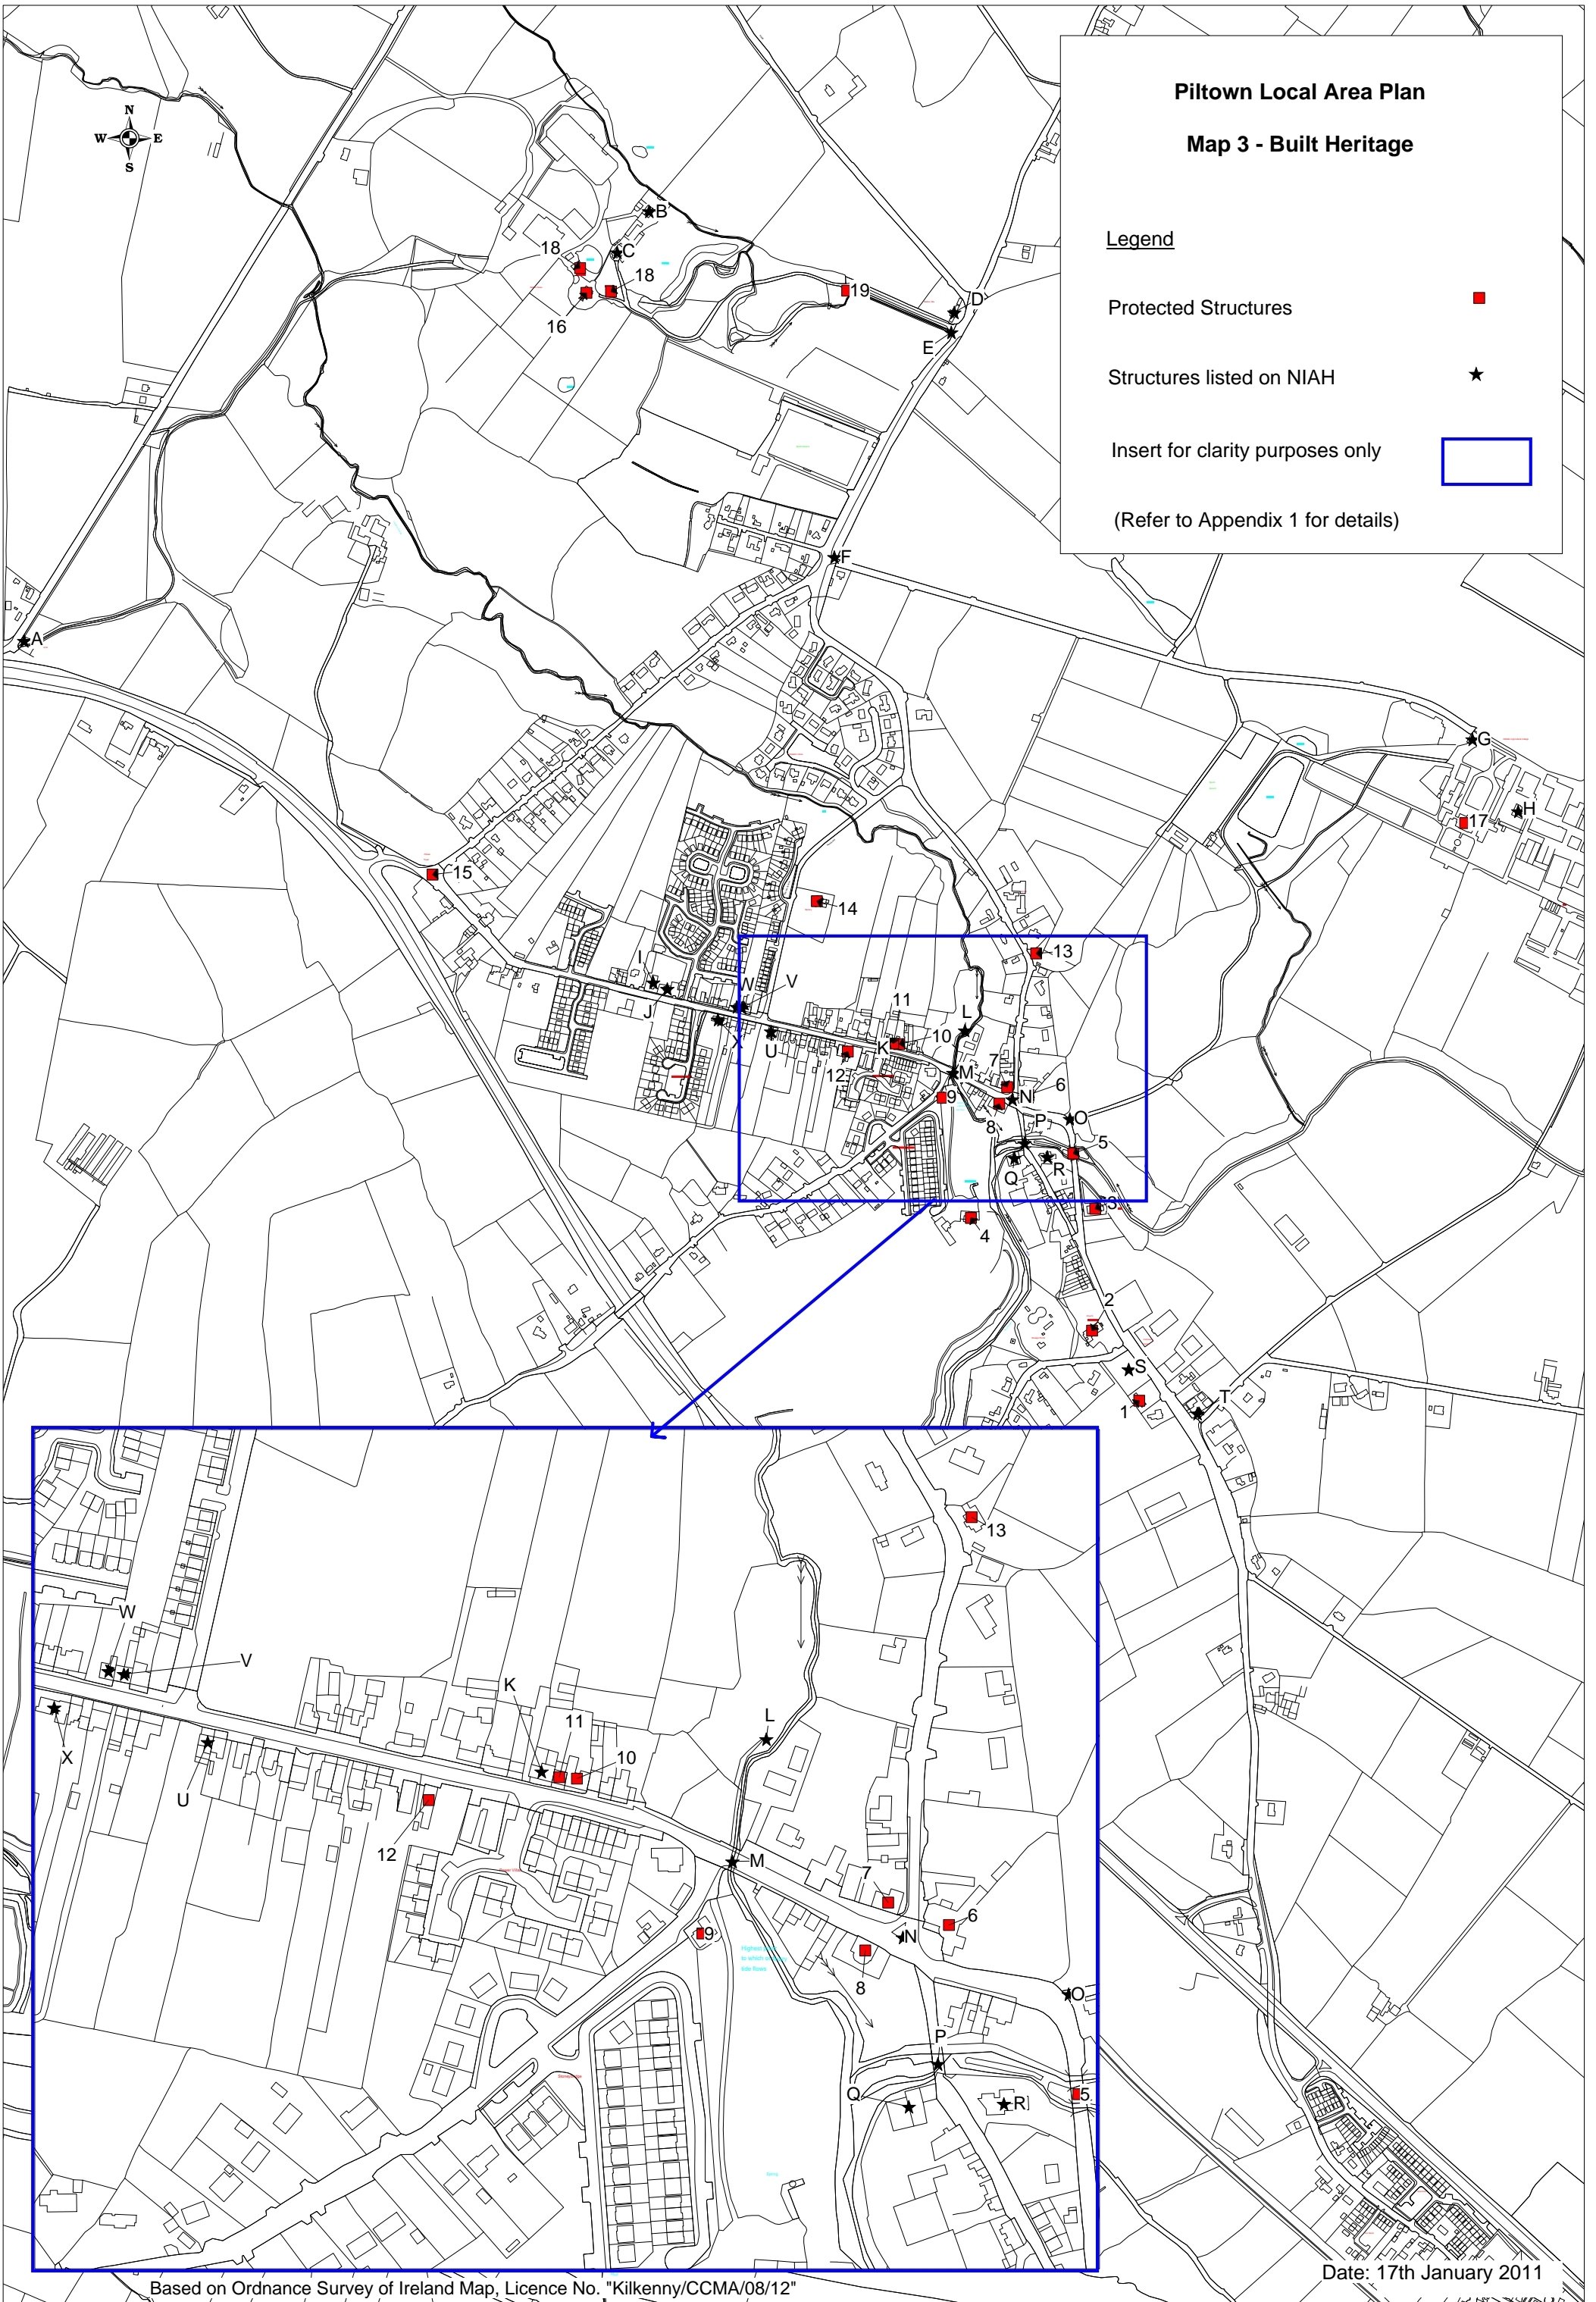 Piltown Local Area Plan
Map 3 - Built Heritage
Legend
Protected Structures
Structures listed on NIAH
Insert for clarity purposes only
(Refer to Appendix 1 for details)
N
W E
S
B
C
18
18
16
19
D
E
F
A
G
H
17
15
14
13
I
J
W
V
X
U
11
10
K
12
L
M
9
7
6
N
8
P
O
5
Q
R
3
4
2
S
1
T
13
W
V
X
U
K
11
10
12
L
M
9
7
6
N
8
O
P
Q
R
5
Based on Ordnance Survey of Ireland Map, Licence No. "Kilkenny/CCMA/08/12"
Date: 17th January 2011